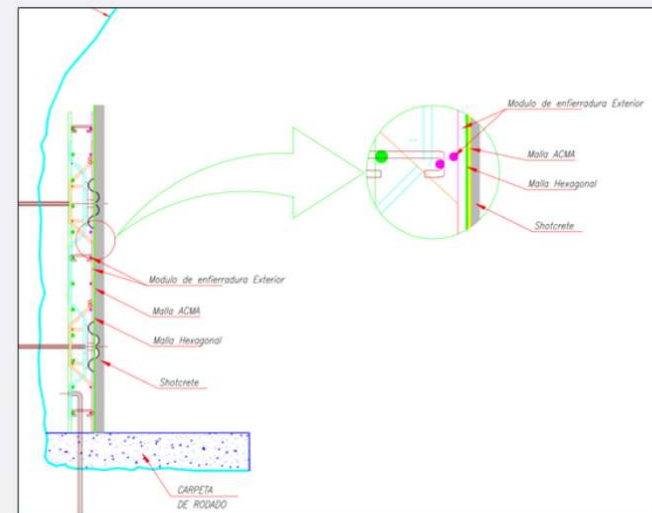 Modulo de enfierradura Exterior
Malla ACMA
Malla Hexagonal
Shotcrete
Modulo de enfierradura Exterior
Malla ACMA
Malla Hexagonal
Shotcrete
CARPETA
DE RODADO